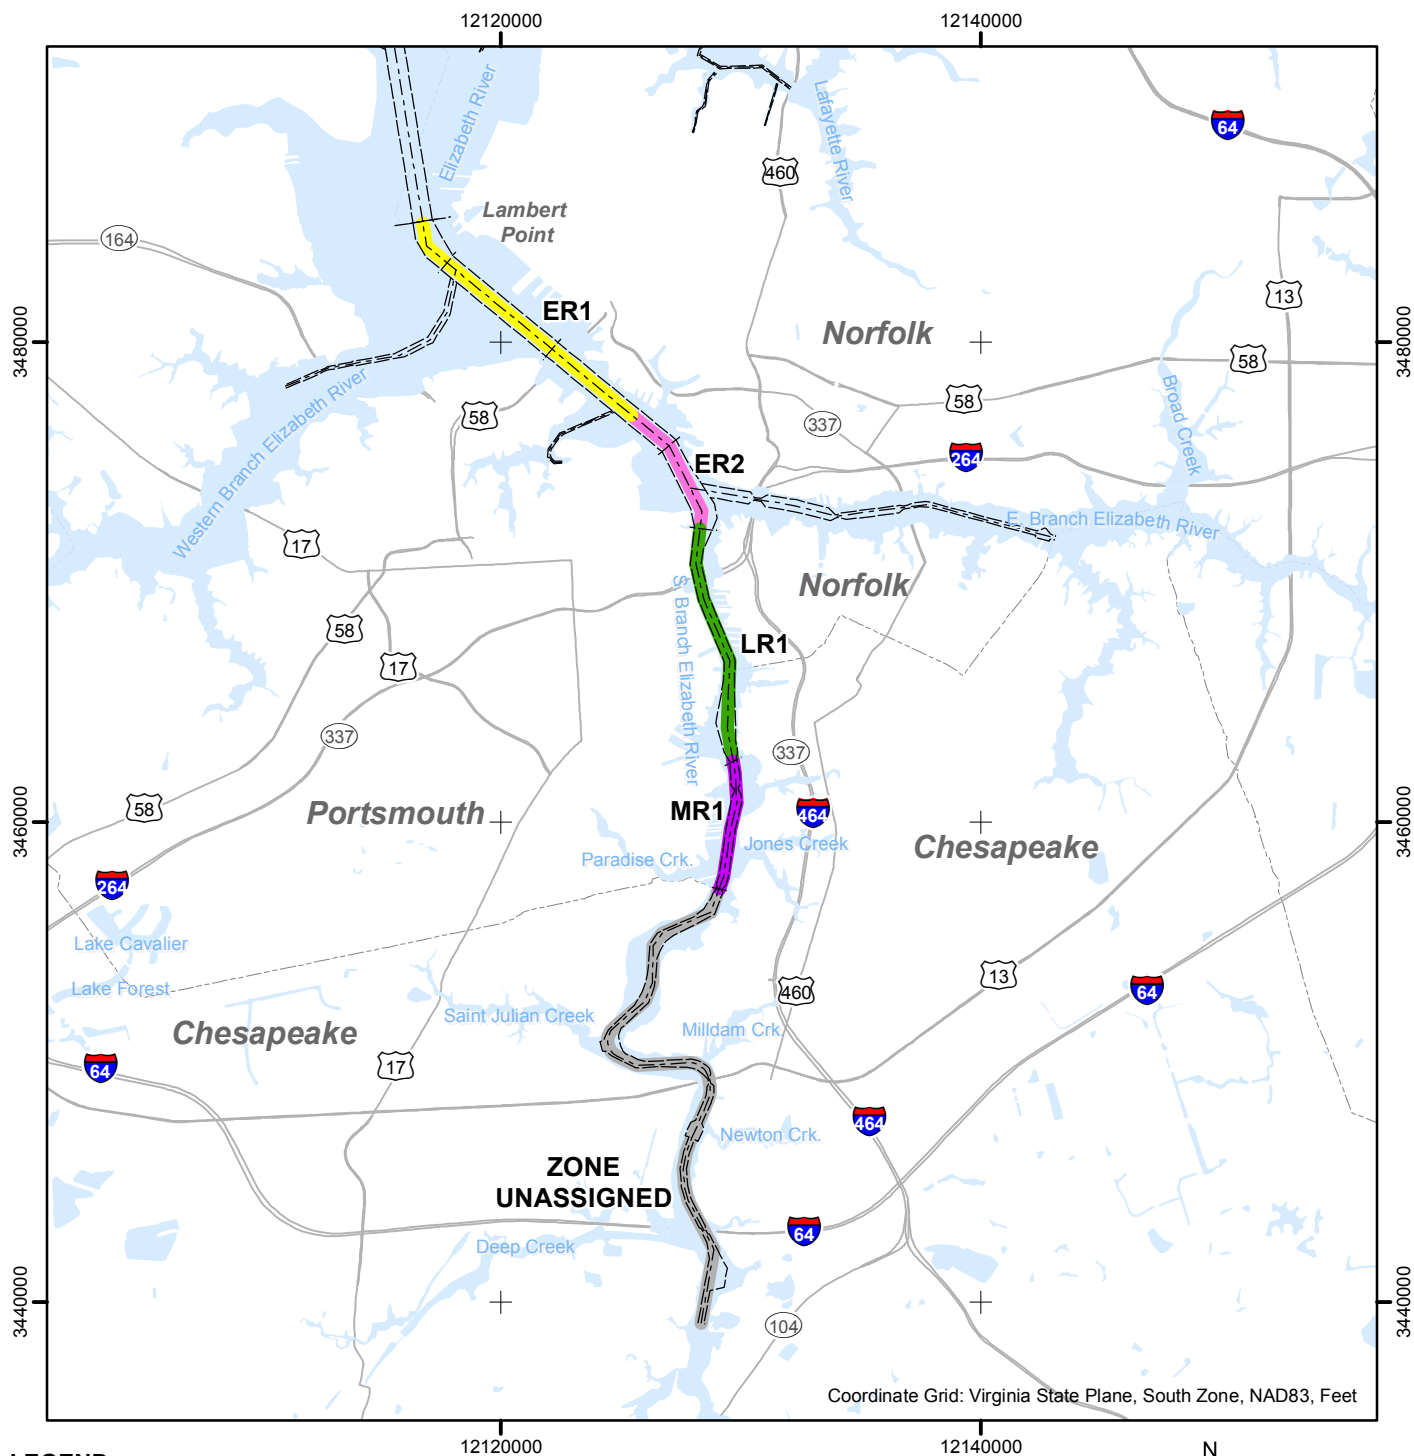 12120000
12140000
Elizabeth River
Lafayette River
64
460
Lambert
Point
164
13
ER1
3480000
Norfolk
3480000
58
58
58
337
Broad Creek
Western Branch Elizabeth River
ER2
264
E. Branch Elizabeth River
17
Norfolk
S. Branch Elizabeth River
58
LR1
17
337
337
58
Portsmouth
MR1
464
3460000
3460000
Jones Creek
Chesapeake
Paradise Crk.
264
Lake Cavalier
13
Lake Forest
460
64
Saint Julian Creek
Milldam Crk.
Chesapeake
64
17
464
Newton Crk.
ZONE
UNASSIGNED
64
Deep Creek
3440000
3440000
104
Coordinate Grid: Virginia State Plane, South Zone, NAD83, Feet
12120000
12140000
N
LEGEND